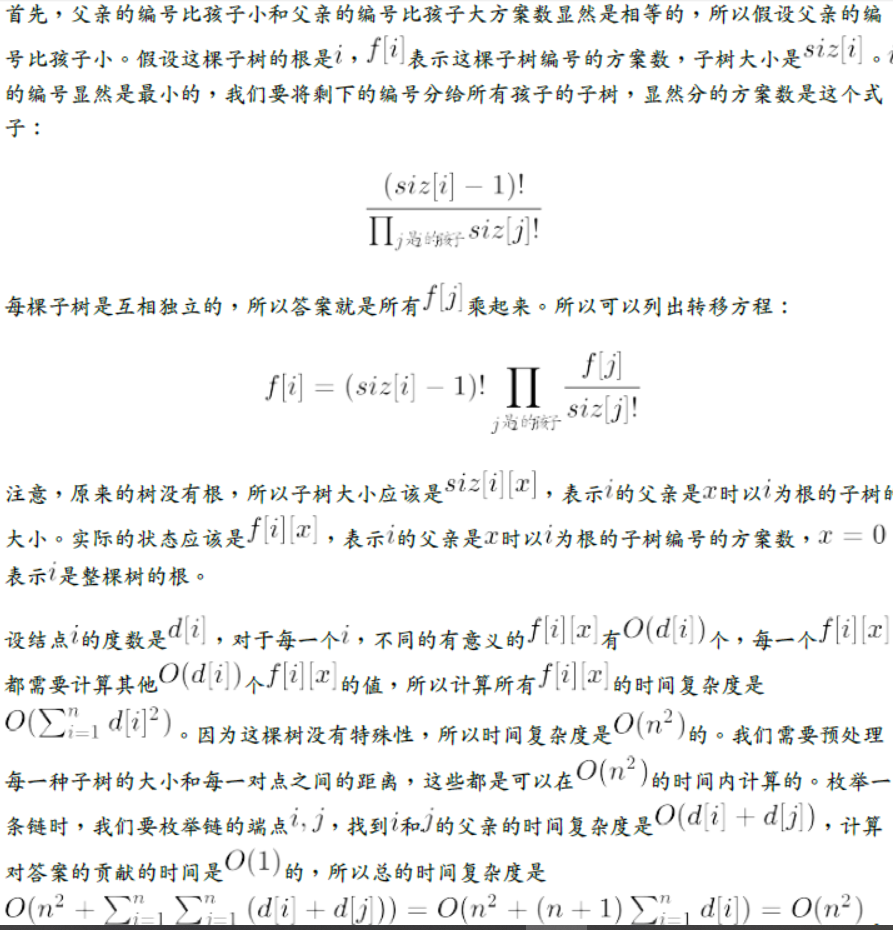 首先，父亲的编号比孩子小和父亲的编号比孩子大方案数显然是相等的，所以假设父亲的编
号比孩子小。假设这棵子树的根是i，f[i]表示这棵子树编号的方案数，子树大小是siz[i]。
的编号显然是最小的，我们要将剩下的编号分给所有孩子的子树，显然分的方案数是这个式
子：
(siz[i] − 1)!
∏j是i的孩子 siz[j]!
每棵子树是互相独立的，所以答案就是所有f[j]乘起来。所以可以列出转移方程：
f[i] = (siz[i] − 1)! ∏j是i的孩子 f[j] / siz[j]!
注意，原来的树没有根，所以子树大小应该是siz[i][x]，表示i的父亲是x时以i为根的子树的
大小。实际的状态应该是f[i][x]，表示i的父亲是x时以i为根的子树编号的方案数，x = 0
表示i是整棵树的根。
设结点i的度数是d[i]，对于每一个i，不同的有意义的f[i][x]有O(d[i])个，每一个f[i][x]
都需要计算其他O(d[i])个f[i][x]的值，所以计算所有f[i][x]的时间复杂度是
O(∑ⁿᵢ₌₁ d[i]²)。因为这棵树没有特殊性，所以时间复杂度是O(n²)的。我们需要预处理
每一种子树的大小和每一对点之间的距离，这些都是可以在O(n²)的时间内计算的。枚举一
条链时，我们要枚举链的端点i, j，找到i和j的父亲的时间复杂度是O(d[i] + d[j])，计算
对答案的贡献的时间是O(1)的，所以总的时间复杂度是
O(n² + ∑ⁿᵢ₌₁ ∑ⁿⱼ₌₁ (d[i] + d[j])) = O(n² + (n + 1) ∑ⁿᵢ₌₁ d[i]) = O(n²)